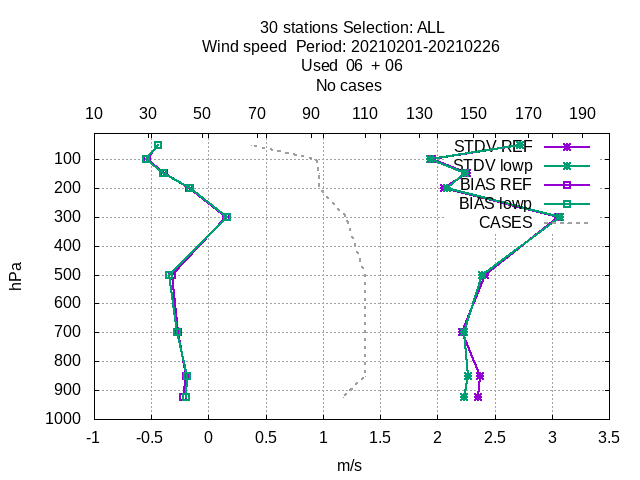 30 stations Selection: ALL
Wind speed  Period: 20210201-20210226
Used  06  + 06
No cases
10 30 50 70 90 110 130 150 170 190
STDV REF
100
STDV lowp
200
BIAS REF
BIAS lowp
300
CASES
400
hPa
500
600
700
800
900
1000
-1 -0.5 0 0.5 1 1.5 2 2.5 3 3.5
m/s